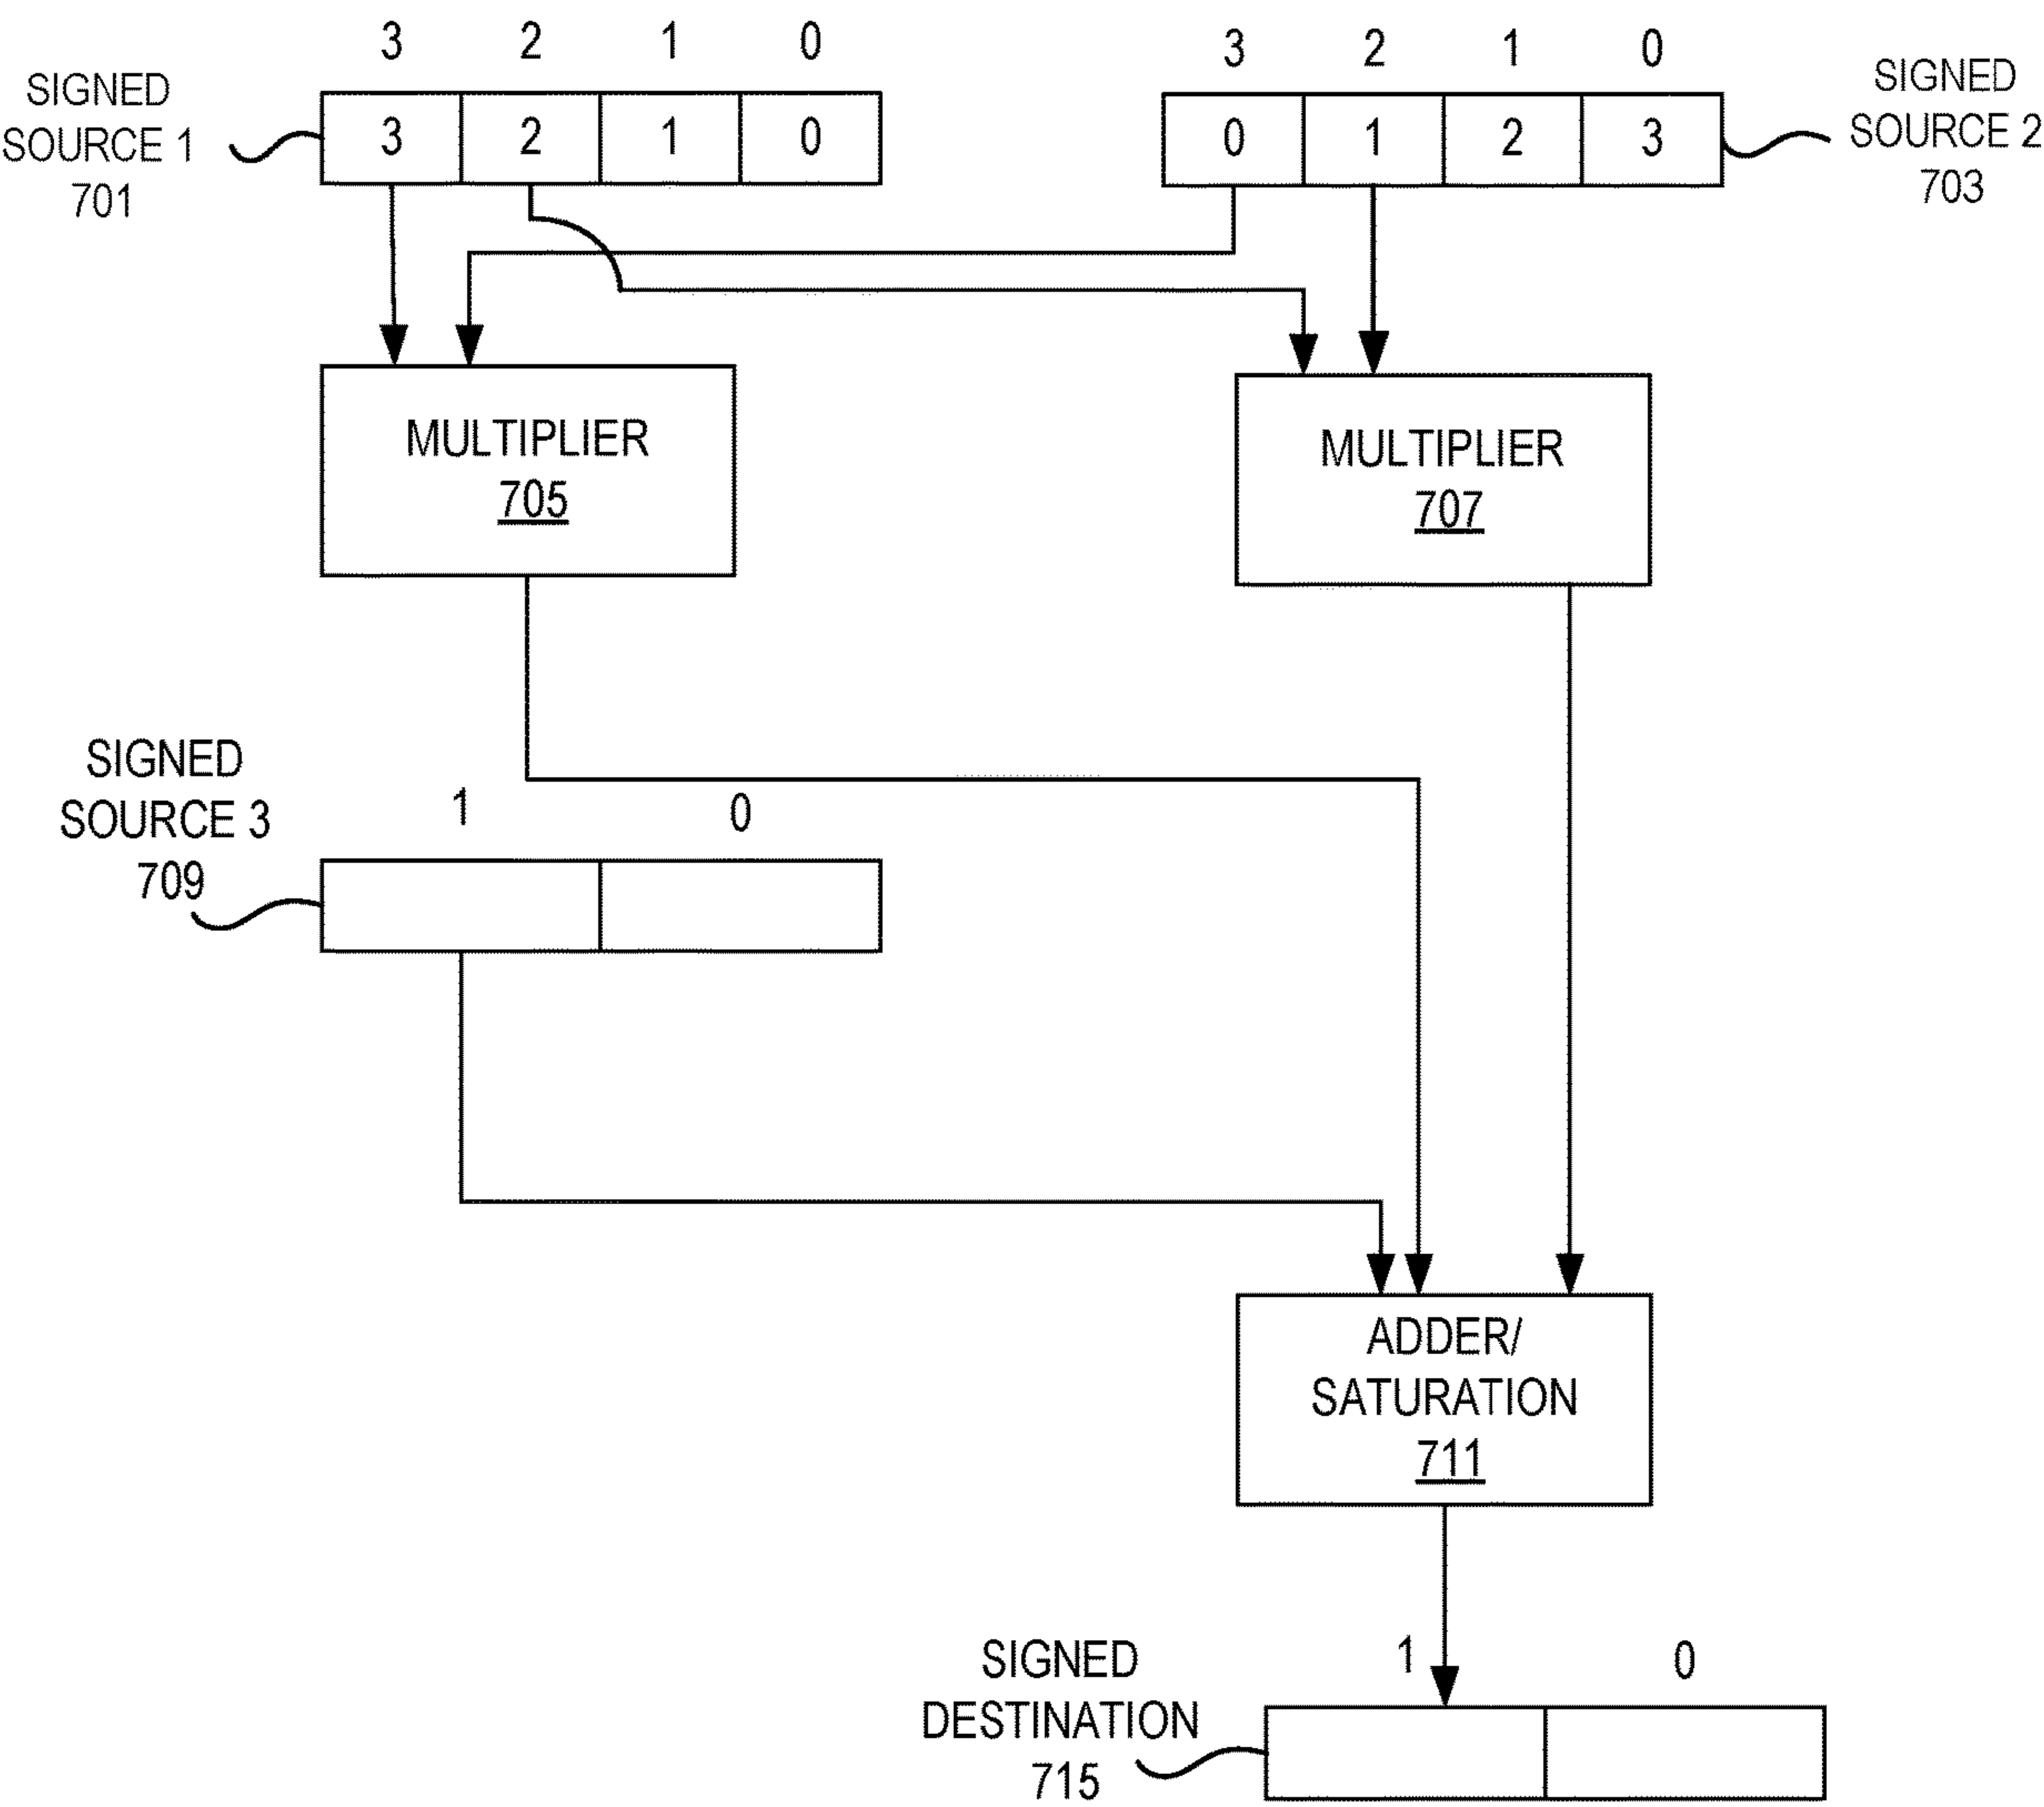 3 2 1 0
3 2 1 0
SIGNED
SOURCE 1
701
3 2 1 0
0 1 2 3
SIGNED
SOURCE 2
703
MULTIPLIER
705
MULTIPLIER
707
SIGNED
SOURCE 3
709
1 0
ADDER/
SATURATION
711
SIGNED
DESTINATION
715
1 0